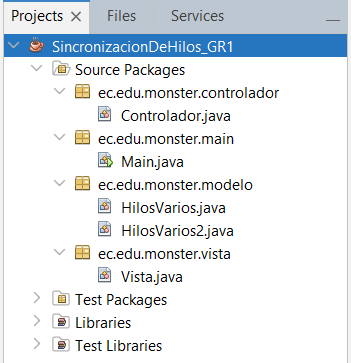 Projects × Files Services
SincronizacionDeHilos_GR1
Source Packages
ec.edu.monster.controlador
Controlador.java
ec.edu.monster.main
Main.java
ec.edu.monster.modelo
HilosVarios.java
HilosVarios2.java
ec.edu.monster.vista
Vista.java
Test Packages
Libraries
Test Libraries